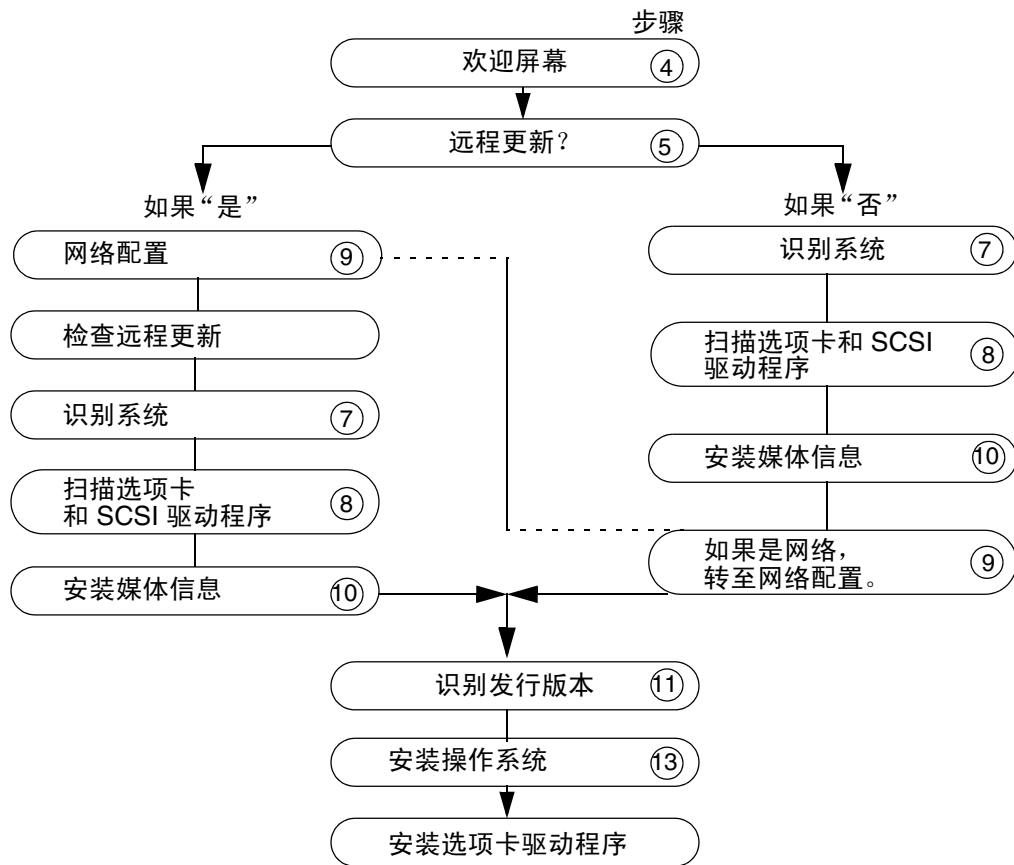 步骤
欢迎屏幕 ④
远程更新？ ⑤
如果“是”
网络配置 ⑨
检查远程更新
识别系统 ⑦
扫描选项卡
和 SCSI 驱动程序 ⑧
安装媒体信息 ⑩
如果“否”
识别系统 ⑦
扫描选项卡和 SCSI
驱动程序 ⑧
安装媒体信息 ⑩
如果是网络，
转至网络配置。 ⑨
识别发行版本 ⑪
安装操作系统 ⑬
安装选项卡驱动程序